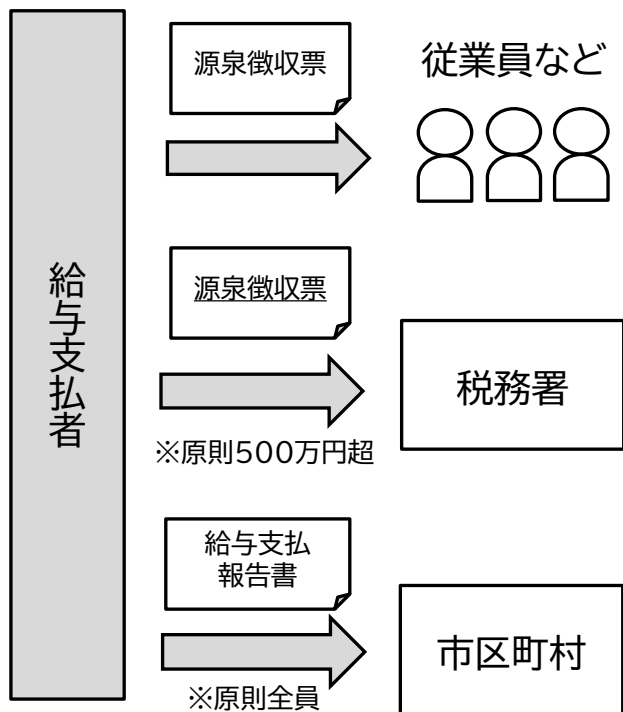 給与支払者
源泉徴収票
従業員など
源泉徴収票
税務署
※原則500万円超
給与支払
報告書
市区町村
※原則全員